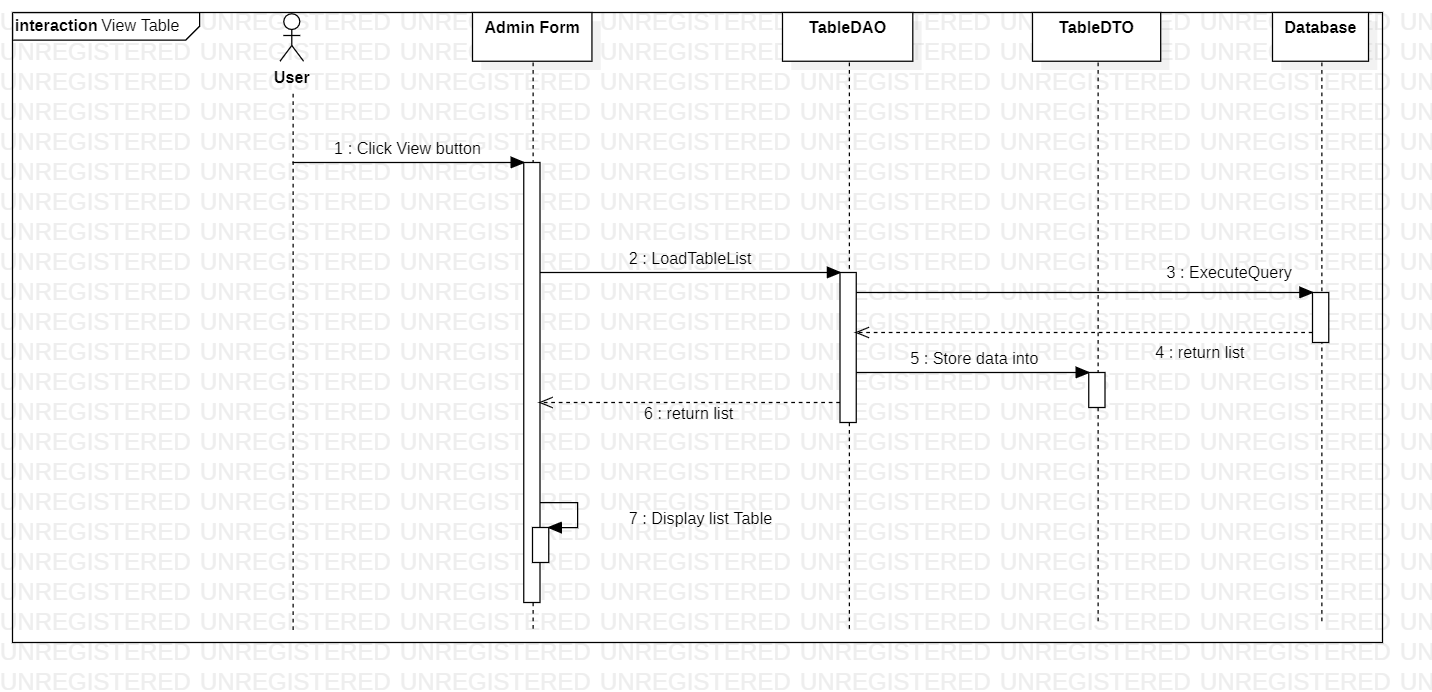 interaction View Table
User
Admin Form
TableDAO
TableDTO
Database
1 : Click View button
2 : LoadTableList
3 : ExecuteQuery
4 : return list
5 : Store data into
6 : return list
7 : Display list Table
UNREGISTERED